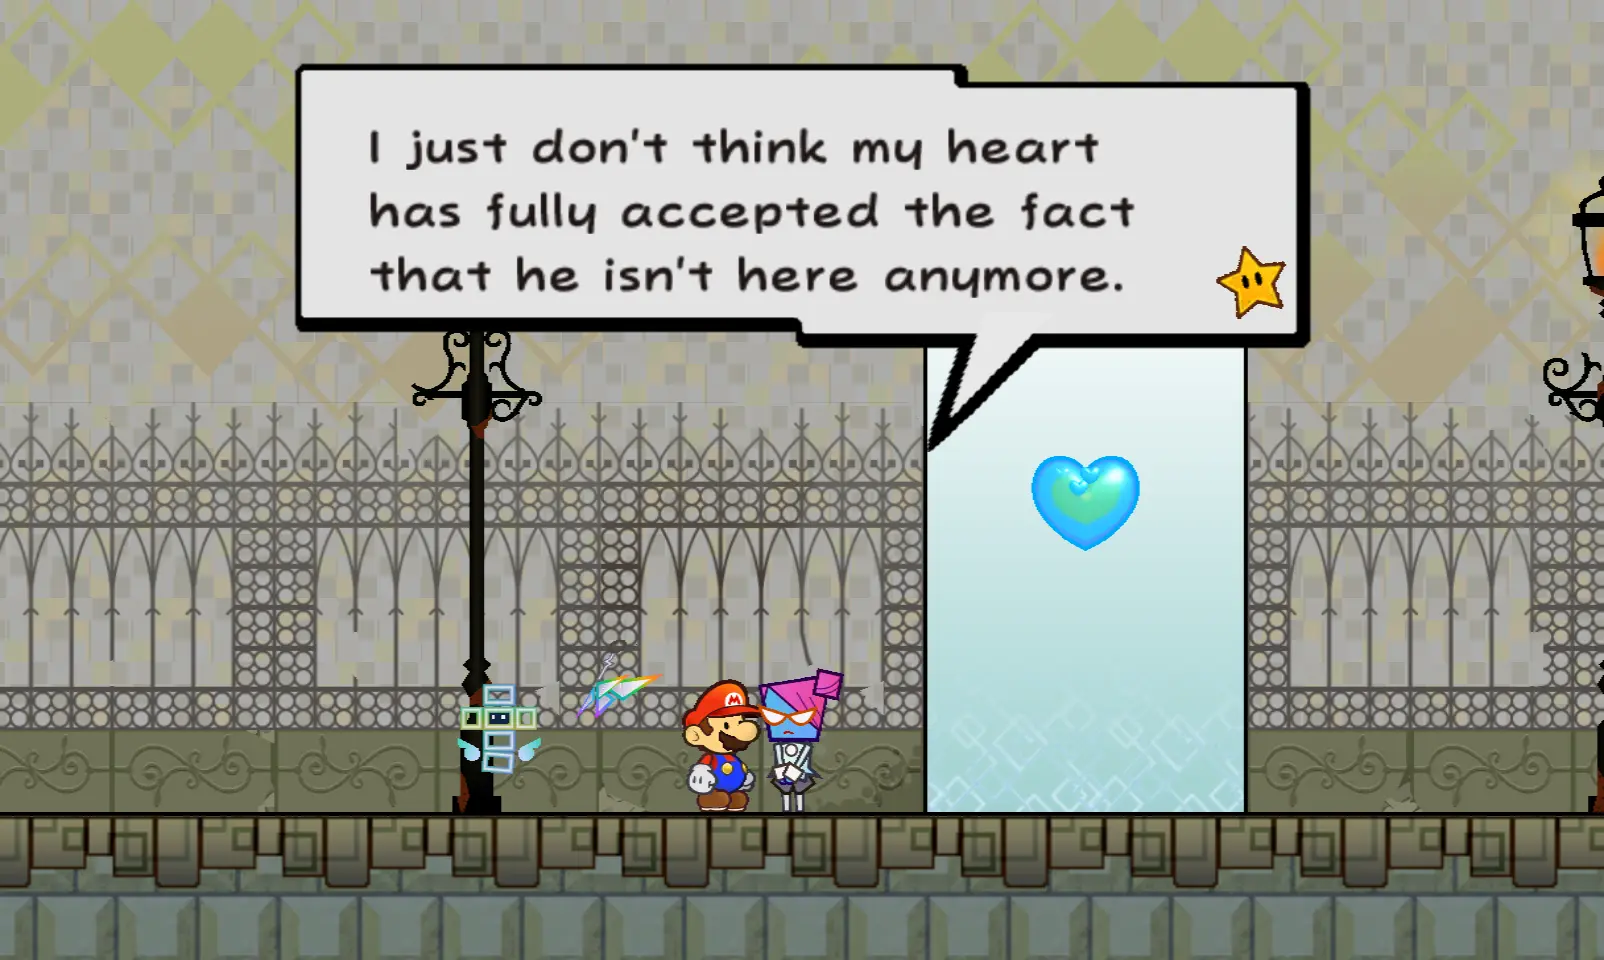 I just don't think my heart
has fully accepted the fact
that he isn't here anymore.
M